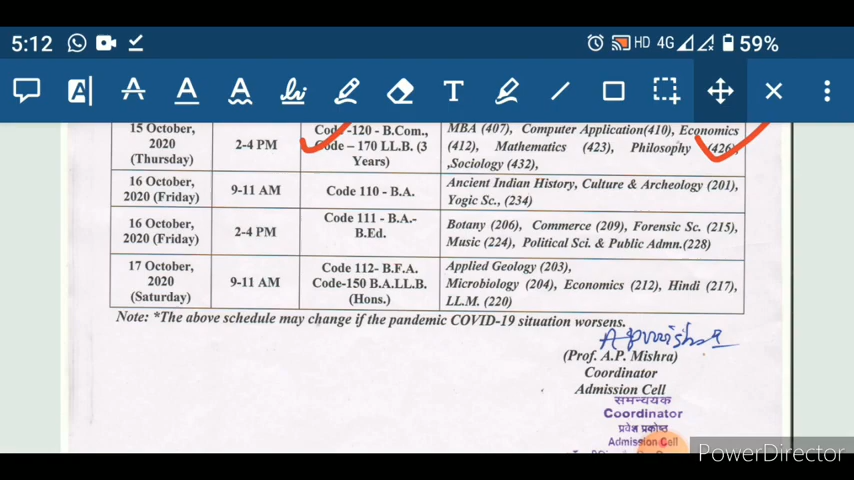 5:12
HD 4G 59%
A T
15 October,
2020
(Thursday)
2-4 PM
Code -120 - B.Com.,
Code – 170 LL.B. (3
Years)
MBA (407), Computer Application(410), Economics
(412), Mathematics (423), Philosophy (426),
,Sociology (432),
16 October,
2020 (Friday)
9-11 AM
Code 110 - B.A.
Ancient Indian History, Culture & Archeology (201),
Yogic Sc., (234)
16 October,
2020 (Friday)
2-4 PM
Code 111 - B.A.-
B.Ed.
Botany (206), Commerce (209), Forensic Sc. (215),
Music (224), Political Sci. & Public Admn.(228)
17 October,
2020
(Saturday)
9-11 AM
Code 112- B.F.A.
Code-150 B.A.LL.B.
(Hons.)
Applied Geology (203),
Microbiology (204), Economics (212), Hindi (217),
LL.M. (220)
Note: *The above schedule may change if the pandemic COVID-19 situation worsens.
(Prof. A.P. Mishra)
Coordinator
Admission Cell
समन्वयक
Coordinator
प्रवेश प्रकोष्ठ
Admission Cell
PowerDirector